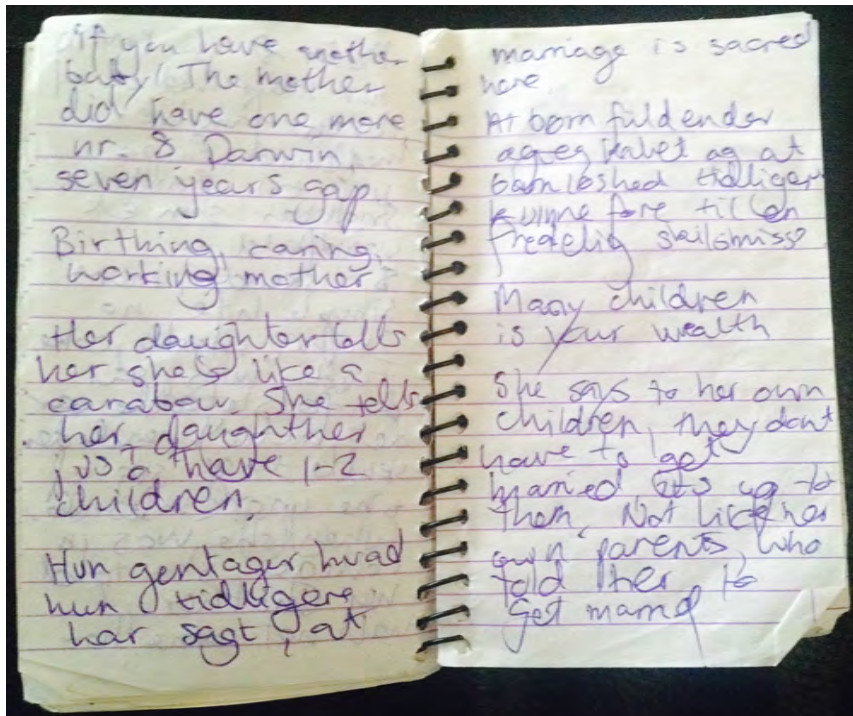 if you have another
baby! The mother
did have one more
nr. 8 Darwin,
seven years gap
Birthing, caring,
working mother
Her daughter tells
her she's like a
carabou. She tells
her daughther
just have 1-2
children,
Hun gentager hvad
hun tidligere
har sagt, at
marriage is sacred
here
At børn fuldender
ægteskabet og at
barnløshed tidligere
kunne føre til en
fredelig skilsmisse
Many children
is your wealth
She says to her own
children, they dont
have to get
married, its up to
them, Not like her
own parents, who
told her to
get married